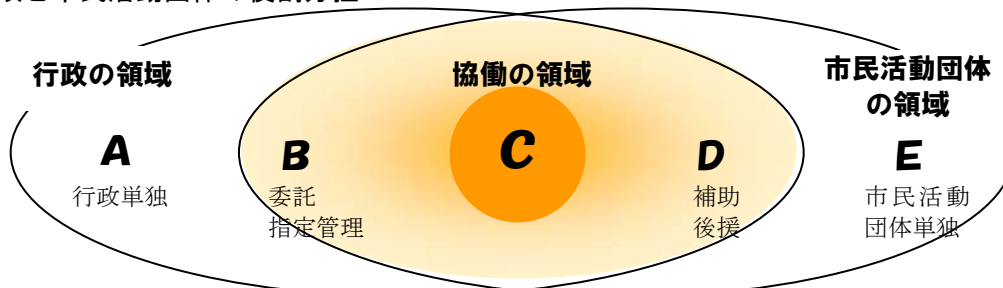 行政の領域
協働の領域
市民活動団体
の領域
A
B
C
D
E
行政単独
委託
指定管理
補助
後援
市民活動
団体単独